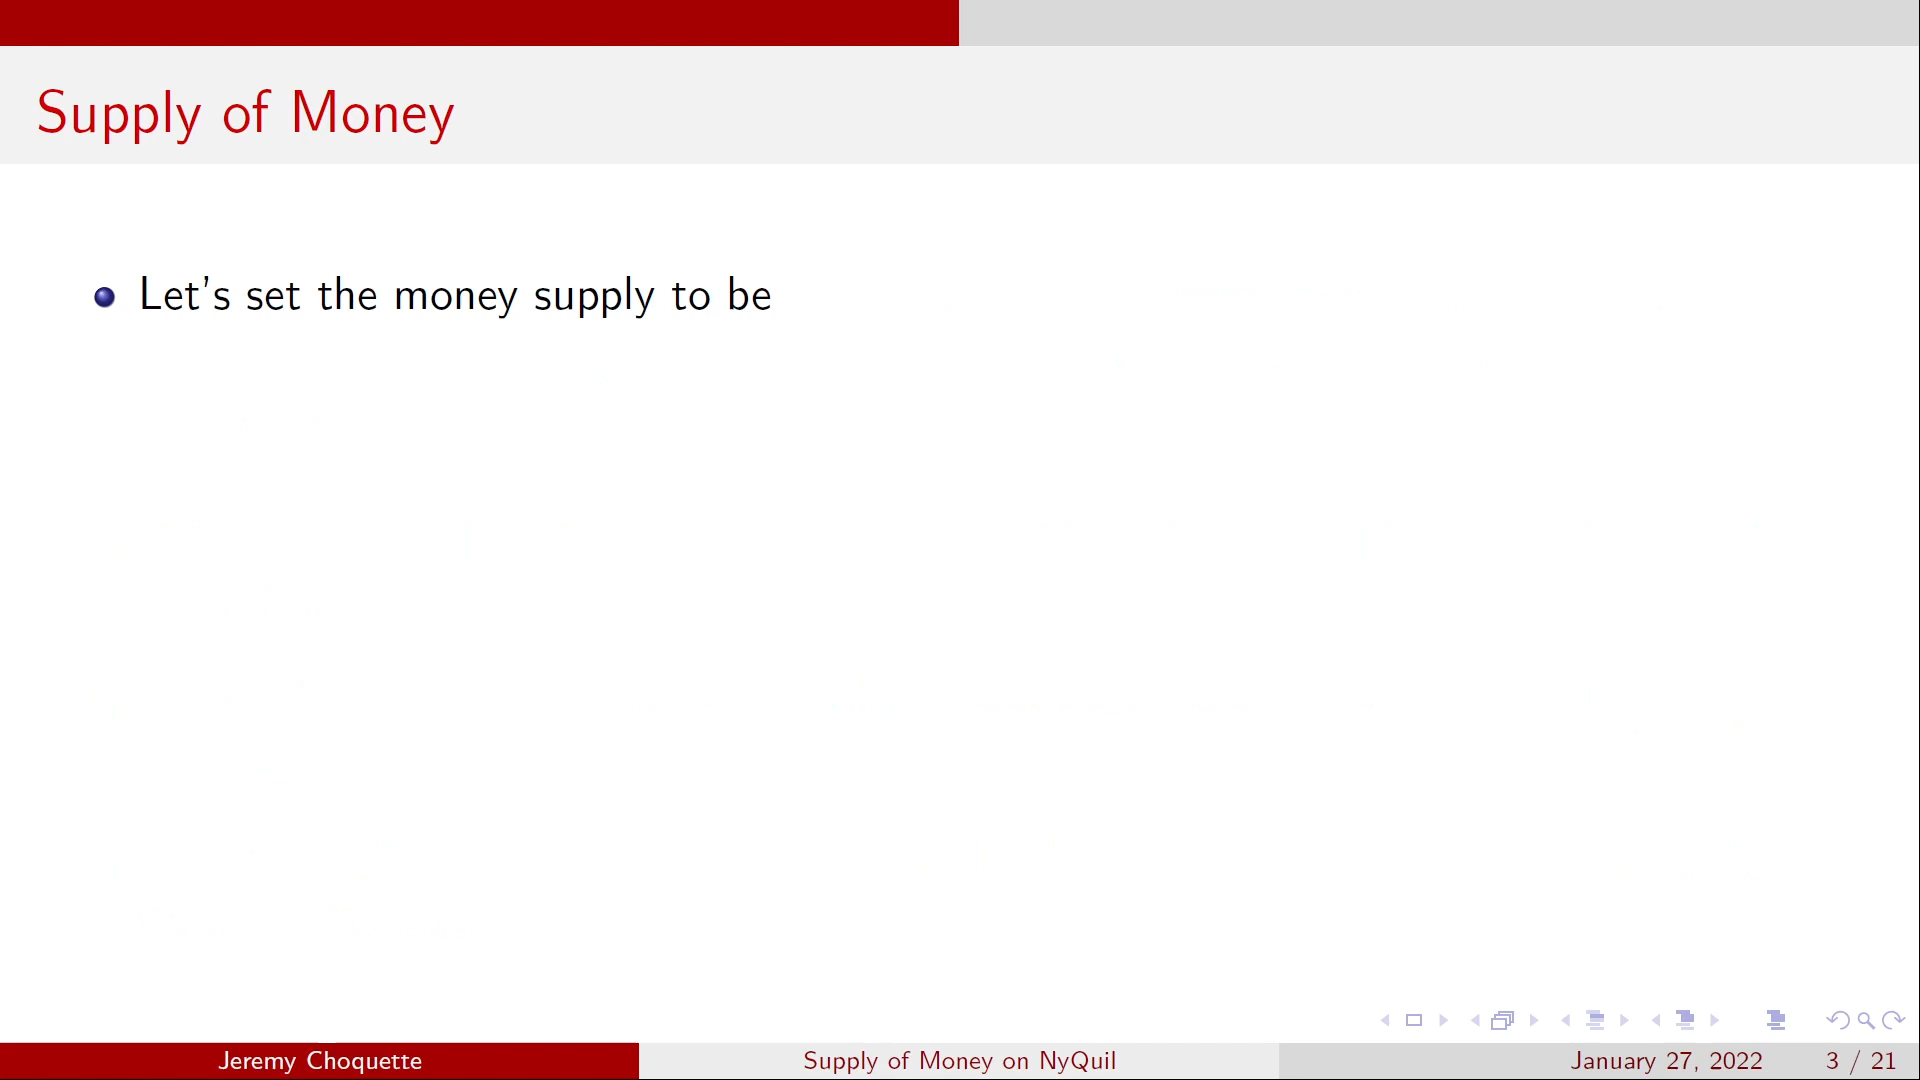 Supply of Money
Let's set the money supply to be
Jeremy Choquette
Supply of Money on NyQuil
January 27, 2022
3 / 21